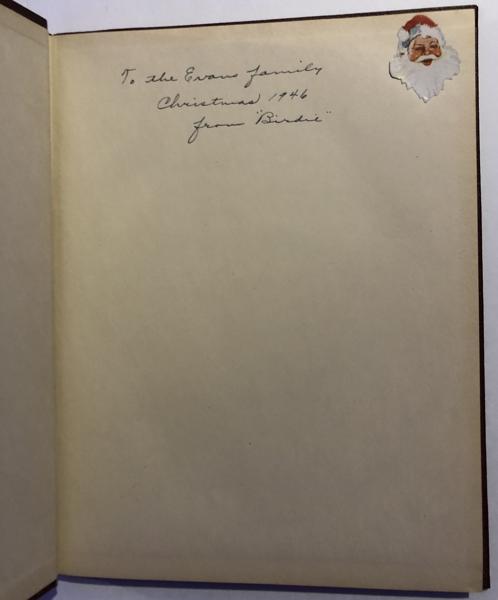 To the Evans family
Christmas 1946
from "Birdie"